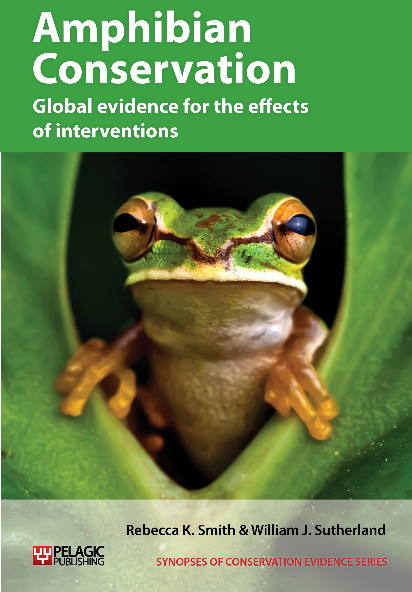 Amphibian
Conservation
Global evidence for the effects
of interventions
Rebecca K. Smith & William J. Sutherland
PELAGIC
PUBLISHING
SYNOPSES OF CONSERVATION EVIDENCE SERIES